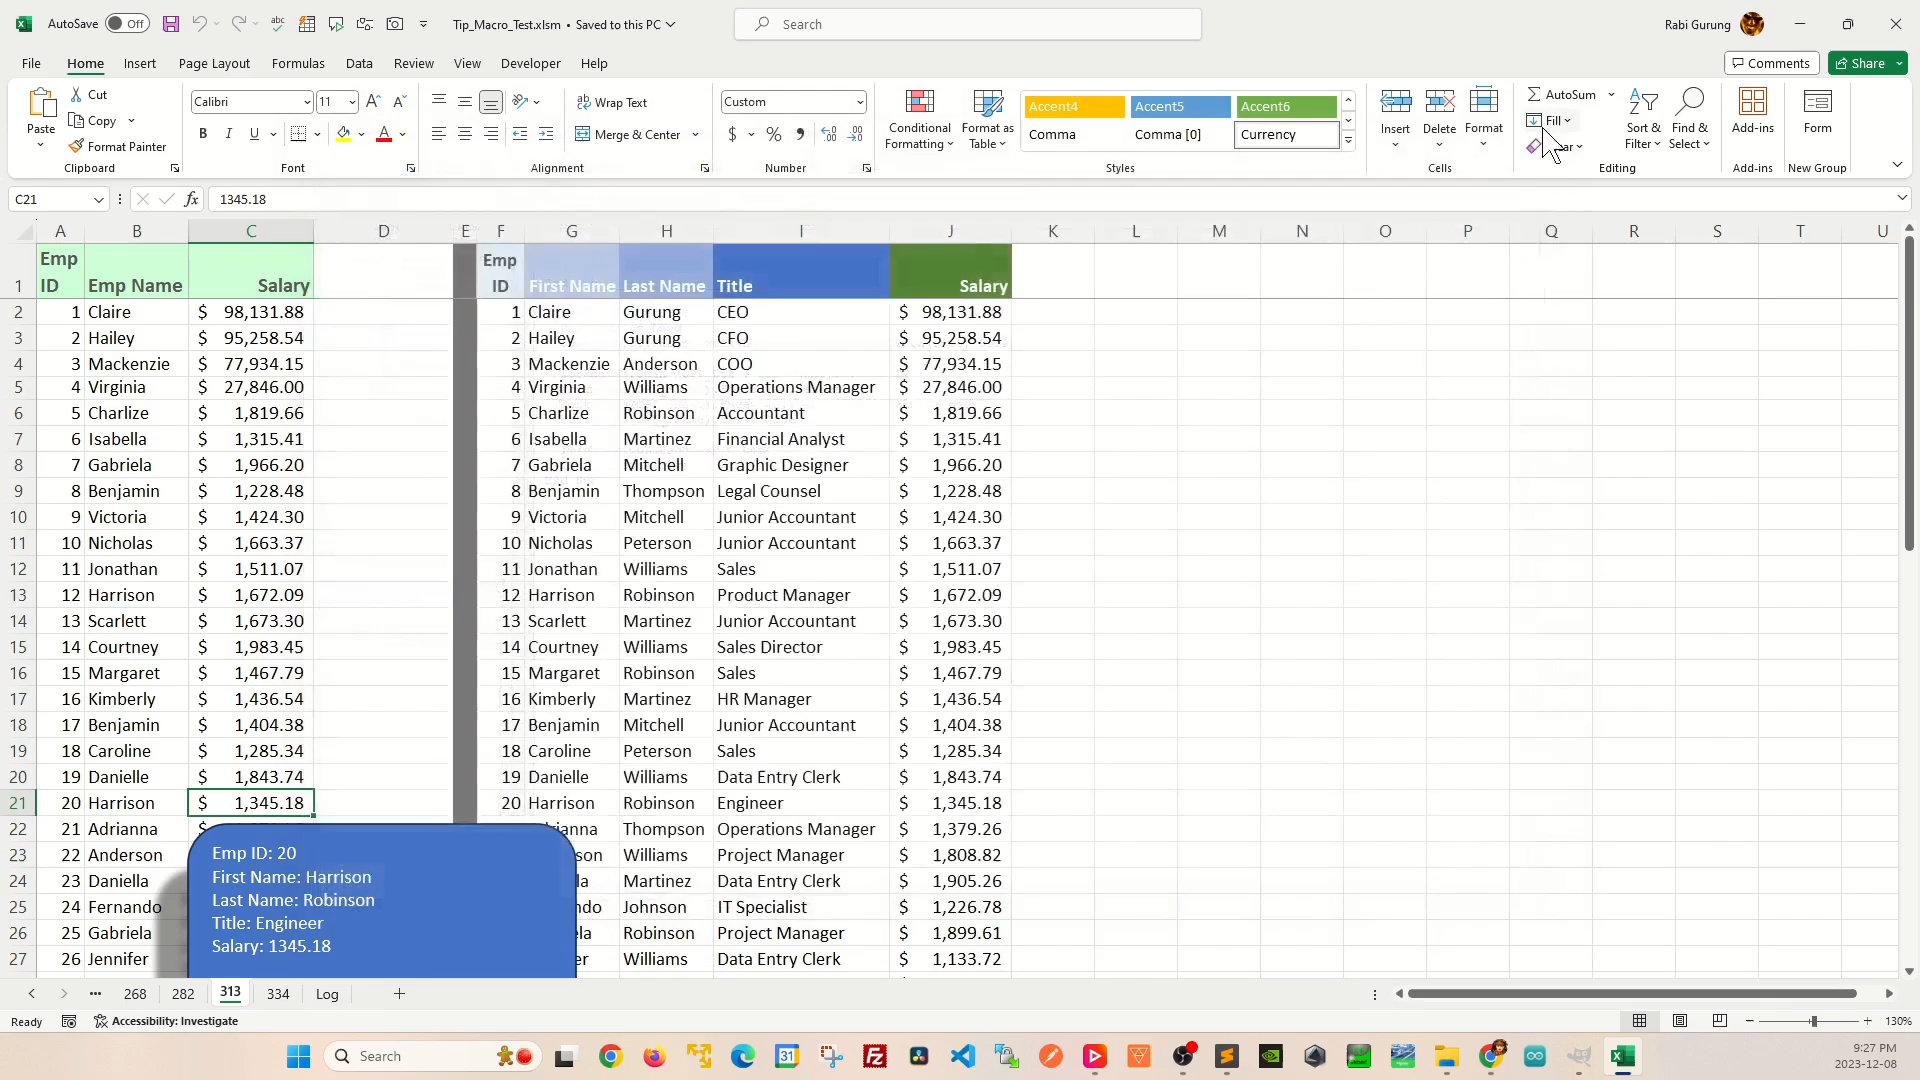 AutoSave Off Tip_Macro_Test.xlsm • Saved to this PC Search Rabi Gurung
File Home Insert Page Layout Formulas Data Review View Developer Help Comments Share
Paste Cut Copy Format Painter Clipboard
Calibri 11 B I U A Font
Wrap Text Merge & Center Alignment
Custom $ % Number
Conditional Formatting Format as Table Accent4 Accent5 Accent6 Comma Comma [0] Currency Styles
Insert Delete Format Cells
AutoSum Fill Sort & Filter Find & Select Editing
Add-ins Add-ins Form New Group
C21 fx 1345.18
A B C D E F G H I J K L M N O P Q R S T U
1 Emp ID Emp Name Salary Emp ID First Name Last Name Title Salary
2 1 Claire $ 98,131.88 1 Claire Gurung CEO $ 98,131.88
3 2 Hailey $ 95,258.54 2 Hailey Gurung CFO $ 95,258.54
4 3 Mackenzie $ 77,934.15 3 Mackenzie Anderson COO $ 77,934.15
5 4 Virginia $ 27,846.00 4 Virginia Williams Operations Manager $ 27,846.00
6 5 Charlize $ 1,819.66 5 Charlize Robinson Accountant $ 1,819.66
7 6 Isabella $ 1,315.41 6 Isabella Martinez Financial Analyst $ 1,315.41
8 7 Gabriela $ 1,966.20 7 Gabriela Mitchell Graphic Designer $ 1,966.20
9 8 Benjamin $ 1,228.48 8 Benjamin Thompson Legal Counsel $ 1,228.48
10 9 Victoria $ 1,424.30 9 Victoria Mitchell Junior Accountant $ 1,424.30
11 10 Nicholas $ 1,663.37 10 Nicholas Peterson Junior Accountant $ 1,663.37
12 11 Jonathan $ 1,511.07 11 Jonathan Williams Sales $ 1,511.07
13 12 Harrison $ 1,672.09 12 Harrison Robinson Product Manager $ 1,672.09
14 13 Scarlett $ 1,673.30 13 Scarlett Martinez Junior Accountant $ 1,673.30
15 14 Courtney $ 1,983.45 14 Courtney Williams Sales Director $ 1,983.45
16 15 Margaret $ 1,467.79 15 Margaret Robinson Sales $ 1,467.79
17 16 Kimberly $ 1,436.54 16 Kimberly Martinez HR Manager $ 1,436.54
18 17 Benjamin $ 1,404.38 17 Benjamin Mitchell Junior Accountant $ 1,404.38
19 18 Caroline $ 1,285.34 18 Caroline Peterson Sales $ 1,285.34
20 19 Danielle $ 1,843.74 19 Danielle Williams Data Entry Clerk $ 1,843.74
21 20 Harrison $ 1,345.18 20 Harrison Robinson Engineer $ 1,345.18
22 21 Adrianna Thompson Operations Manager $ 1,379.26
23 22 Anderson Williams Project Manager $ 1,808.82
24 23 Daniella Martinez Data Entry Clerk $ 1,905.26
25 24 Fernando Johnson IT Specialist $ 1,226.78
26 25 Gabriela Robinson Project Manager $ 1,899.61
27 26 Jennifer Williams Data Entry Clerk $ 1,133.72
Emp ID: 20
First Name: Harrison
Last Name: Robinson
Title: Engineer
Salary: 1345.18
268 282 313 334 Log
Ready Accessibility: Investigate 130%
Search 9:27 PM
2023-12-08